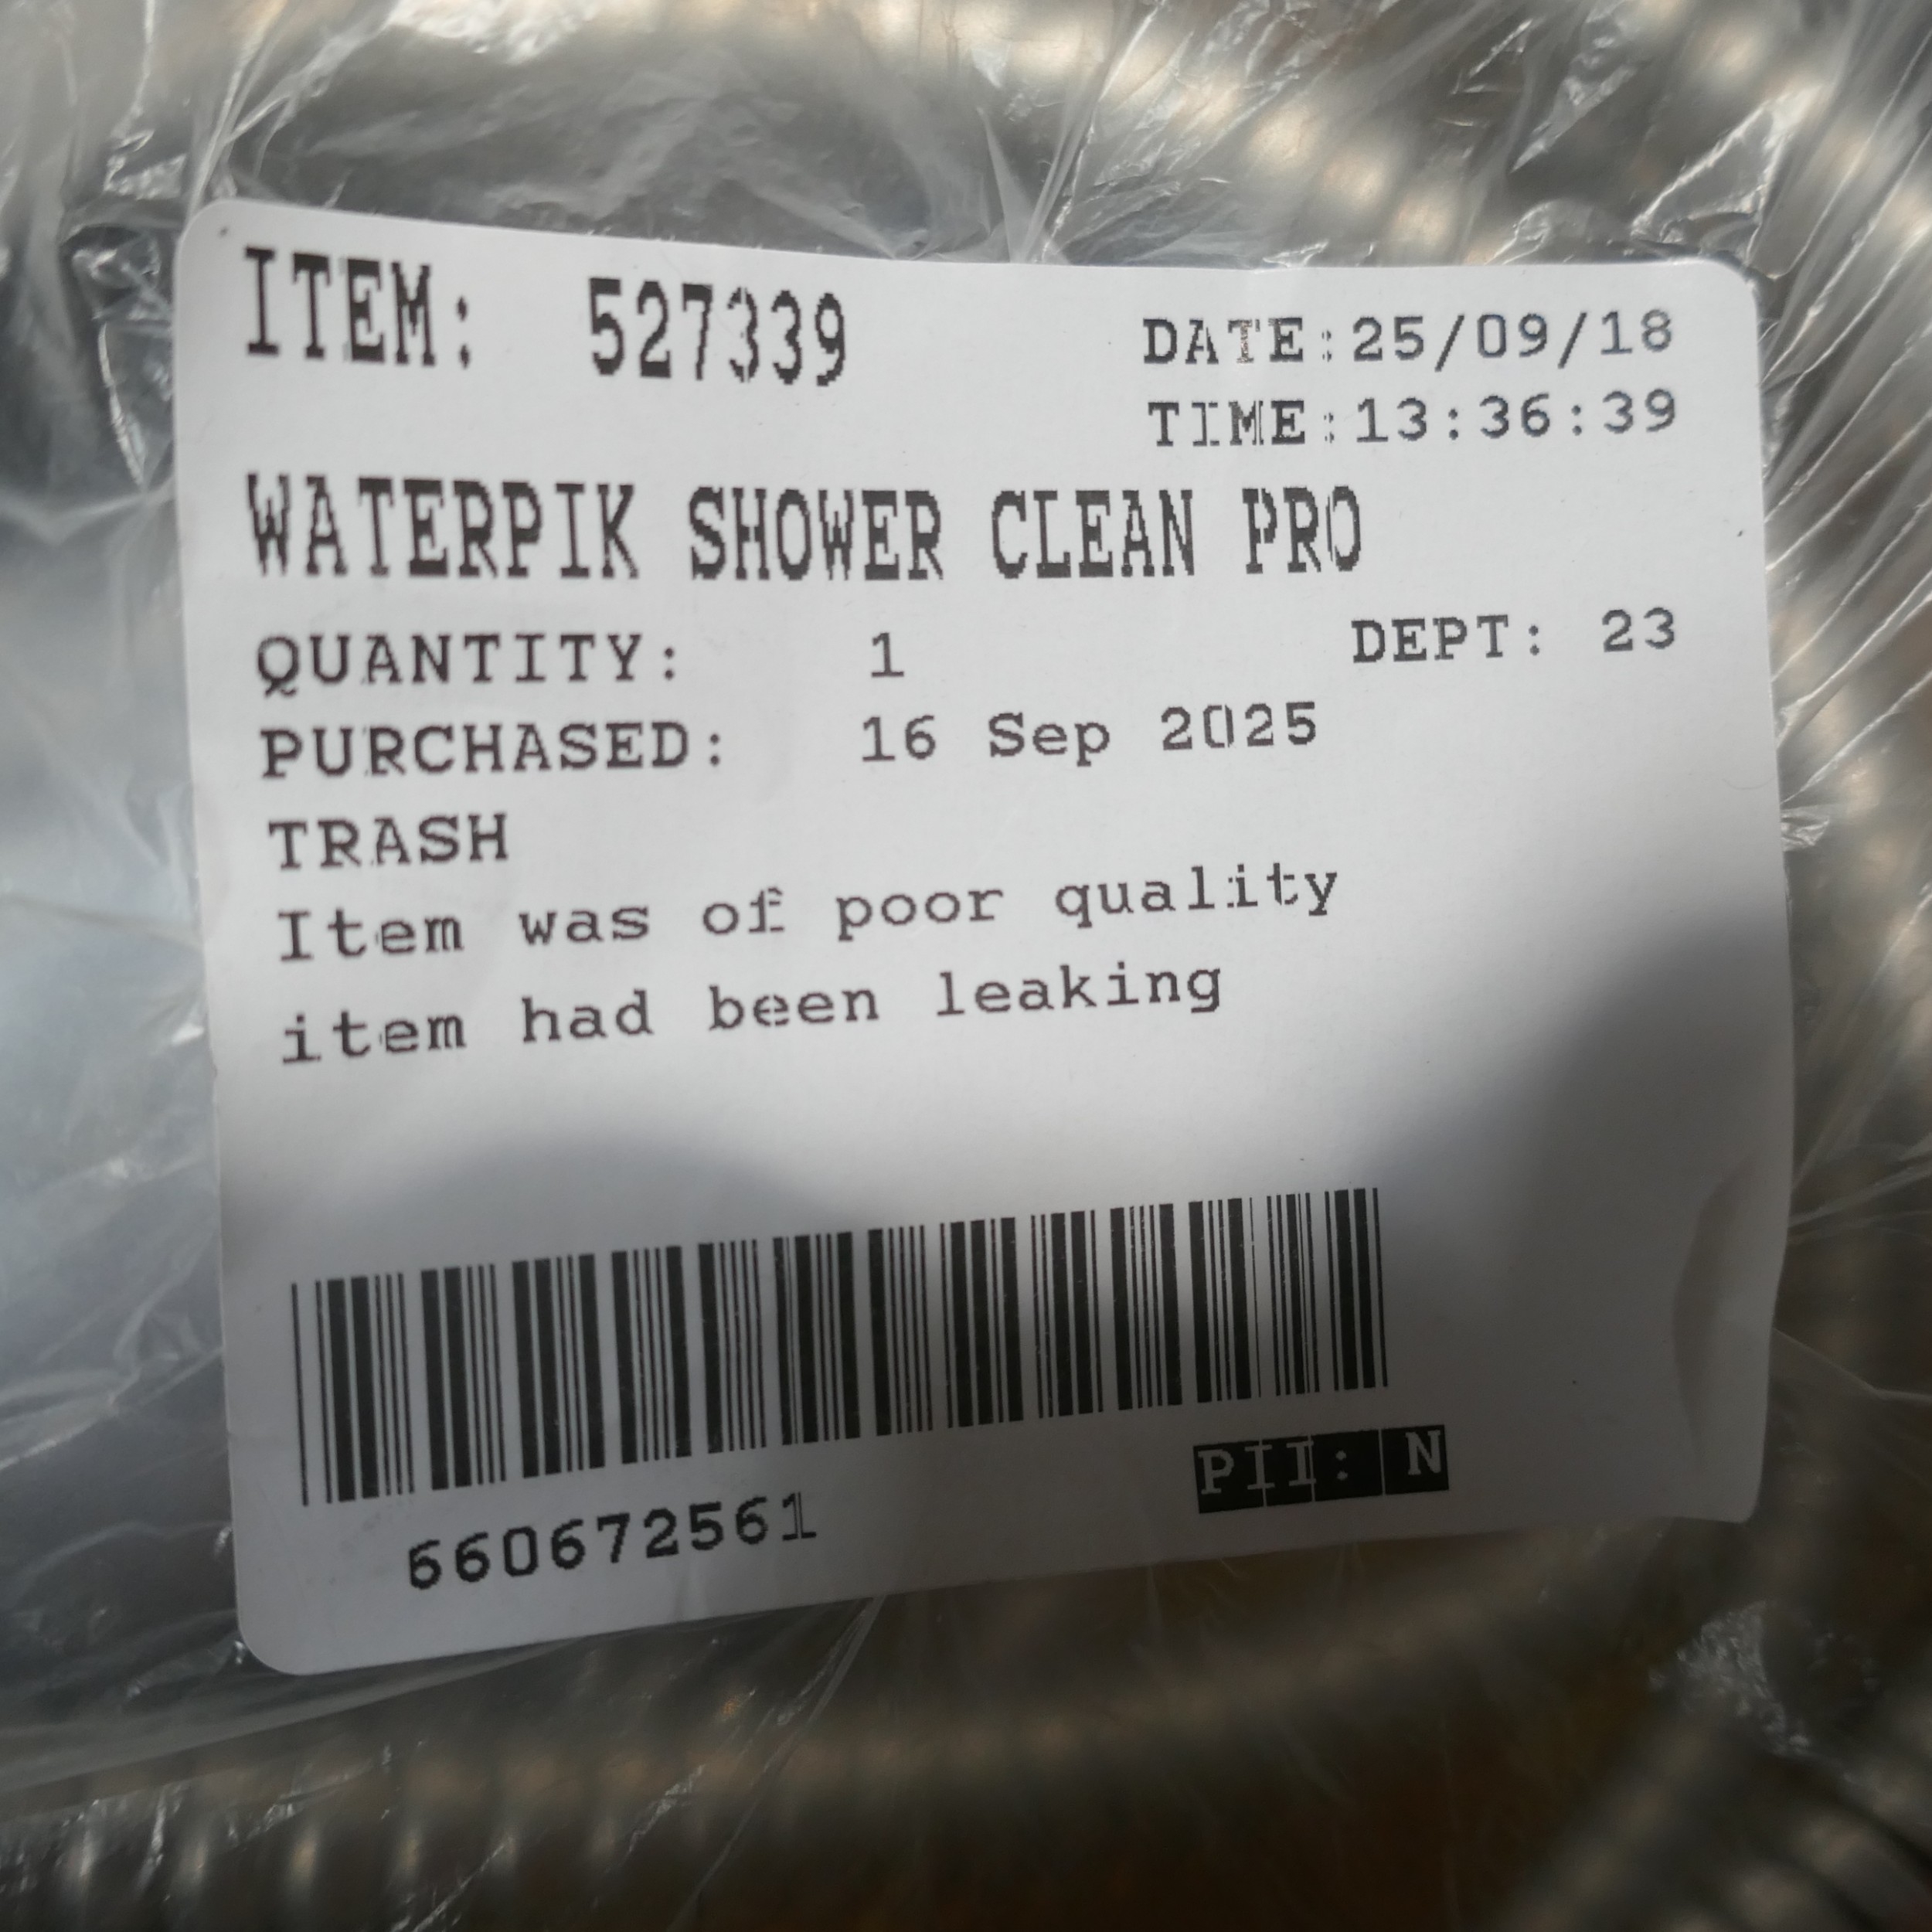 ITEM: 527339
DATE:25/09/18
TIME:13:36:39
WATERPIK SHOWER CLEAN PRO
QUANTITY: 1
DEPT: 23
PURCHASED: 16 Sep 2025
TRASH
Item was of poor quality
item had been leaking
PII: N
660672561